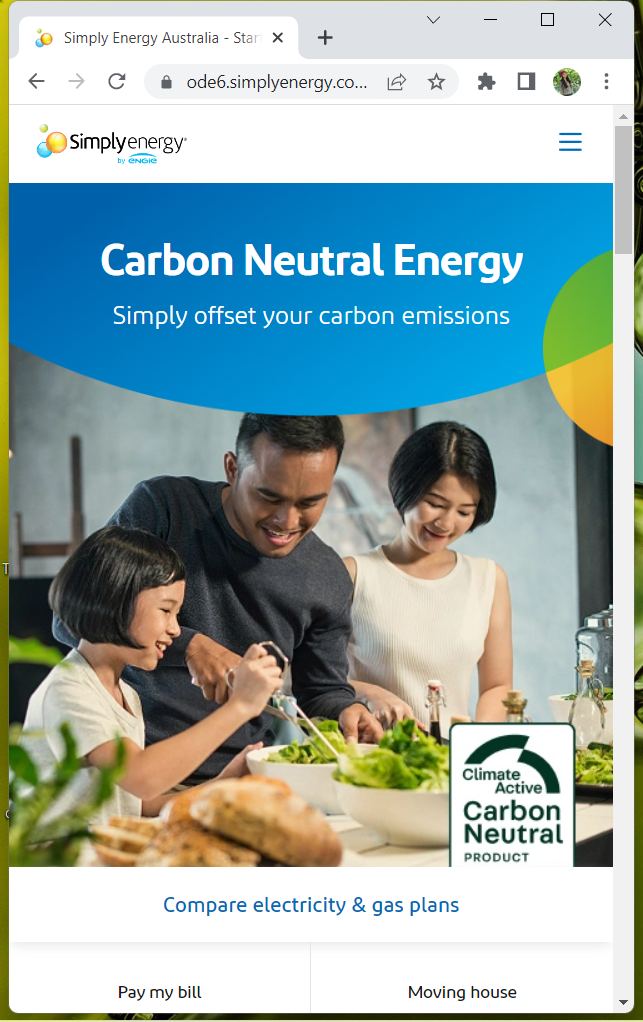 Simply Energy Australia - Star
ode6.simplyenergy.co...
Simplyenergy®
by ENGIE
Carbon Neutral Energy
Simply offset your carbon emissions
Climate
Active
Carbon
Neutral
PRODUCT
Compare electricity & gas plans
Pay my bill
Moving house
T